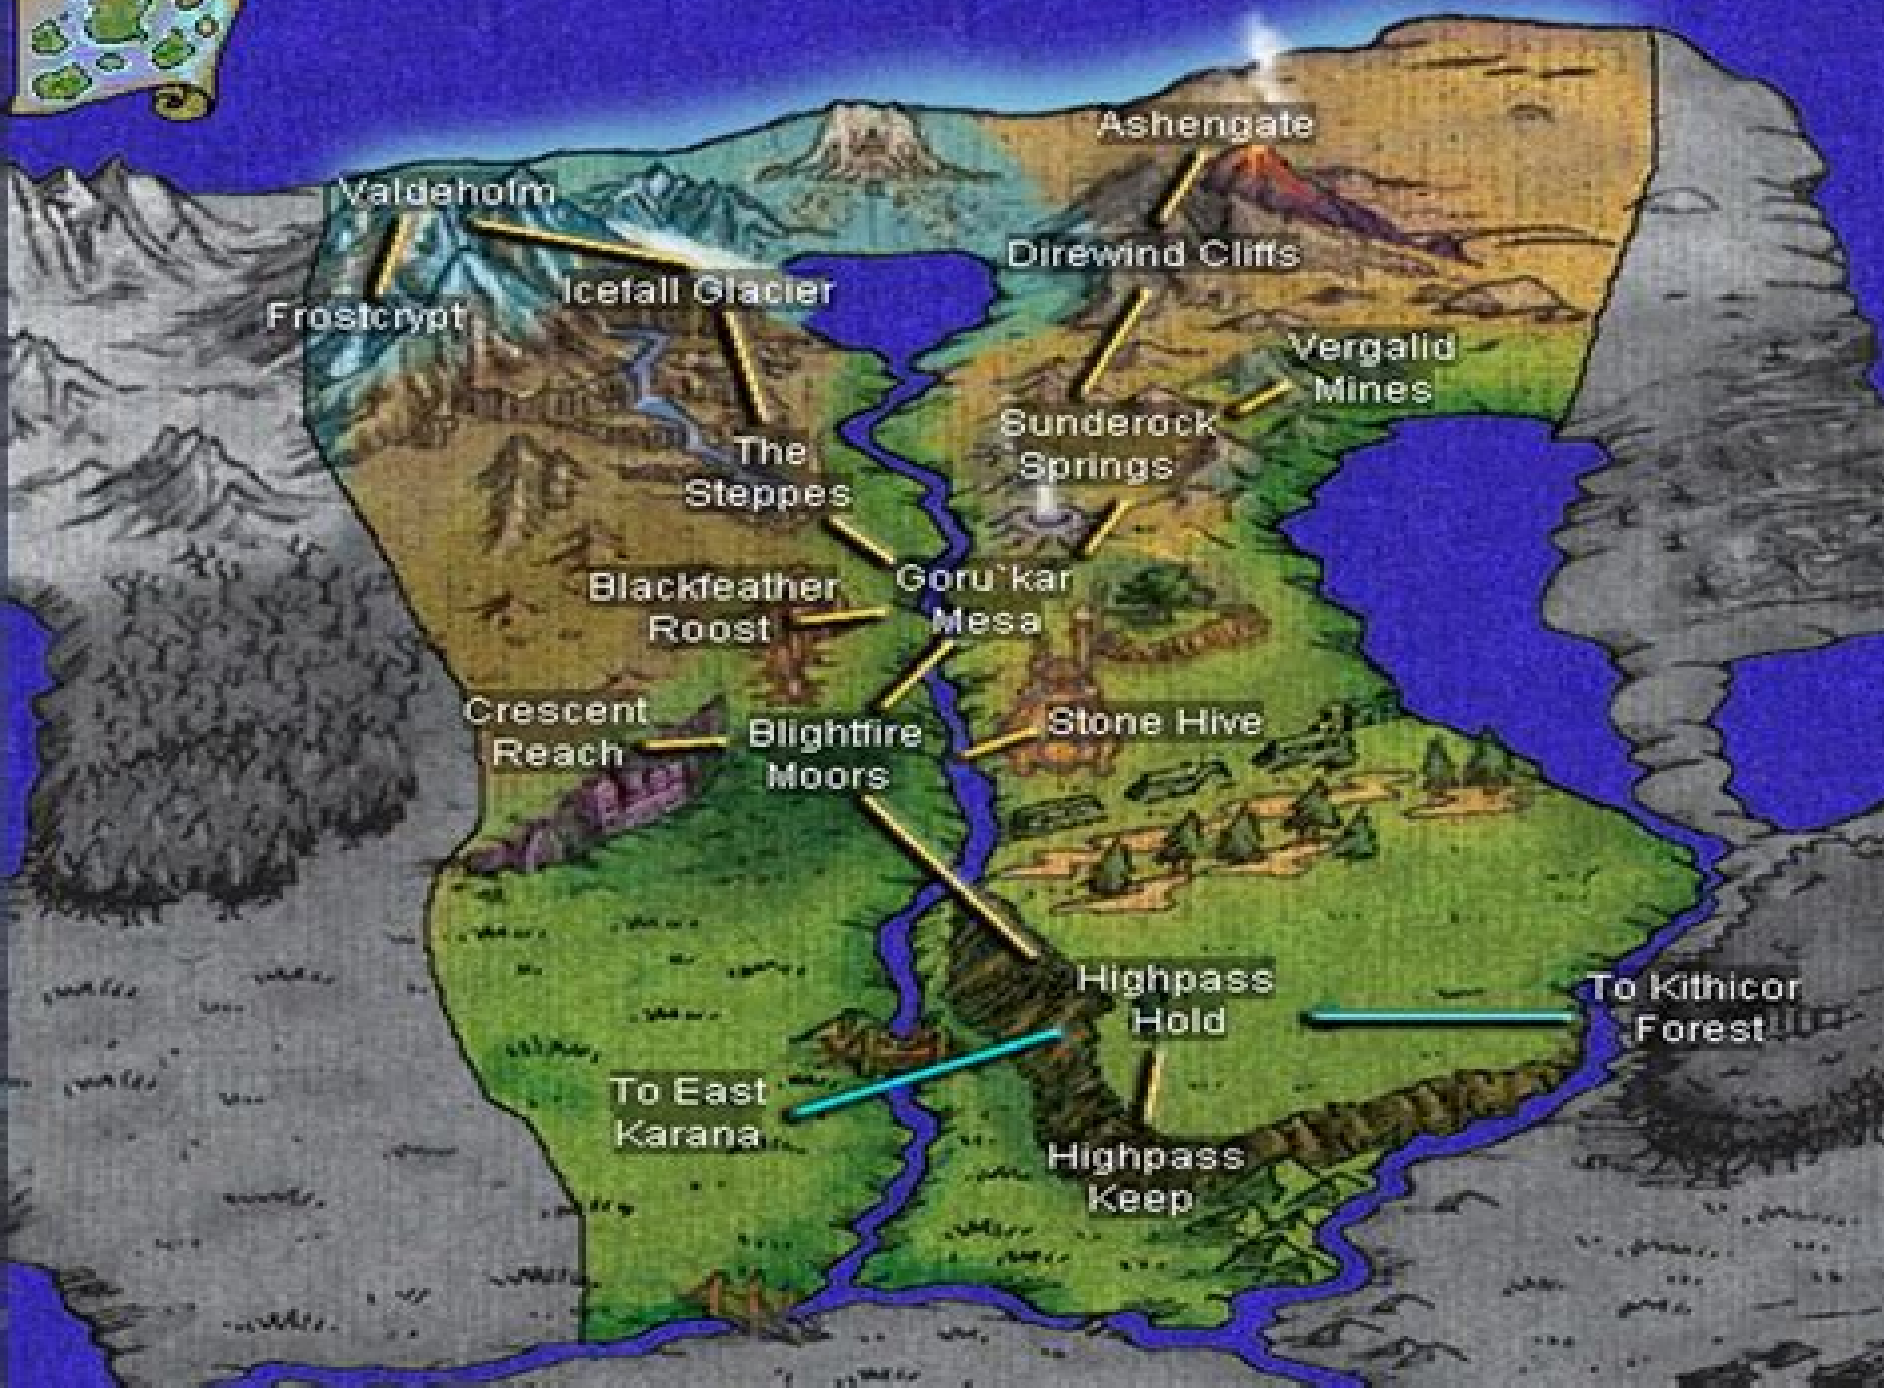 Ashengate
Valdeholm
Direwind Cliffs
Icefall Glacier
Frostcrypt
Vergalid
Mines
Sunderock
Springs
The
Steppes
Goru`kar
Mesa
Blackfeather
Roost
Crescent
Reach
Blightfire
Moors
Stone Hive
Highpass
Hold
To Kithicor
Forest
To East
Karana
Highpass
Keep